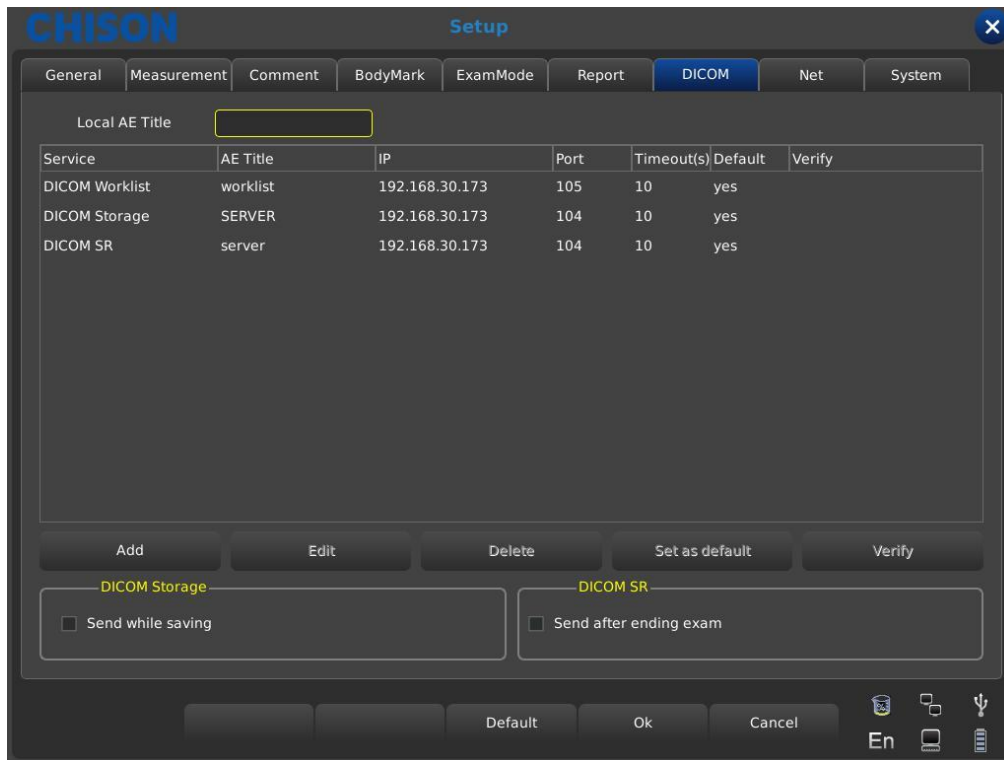 CHISON Setup
General Measurement Comment BodyMark ExamMode Report DICOM Net System
Local AE Title
Service AE Title IP Port Timeout(s) Default Verify
DICOM Worklist worklist 192.168.30.173 105 10 yes
DICOM Storage SERVER 192.168.30.173 104 10 yes
DICOM SR server 192.168.30.173 104 10 yes
Add Edit Delete Set as default Verify
DICOM Storage DICOM SR
Send while saving Send after ending exam
Default Ok Cancel
En